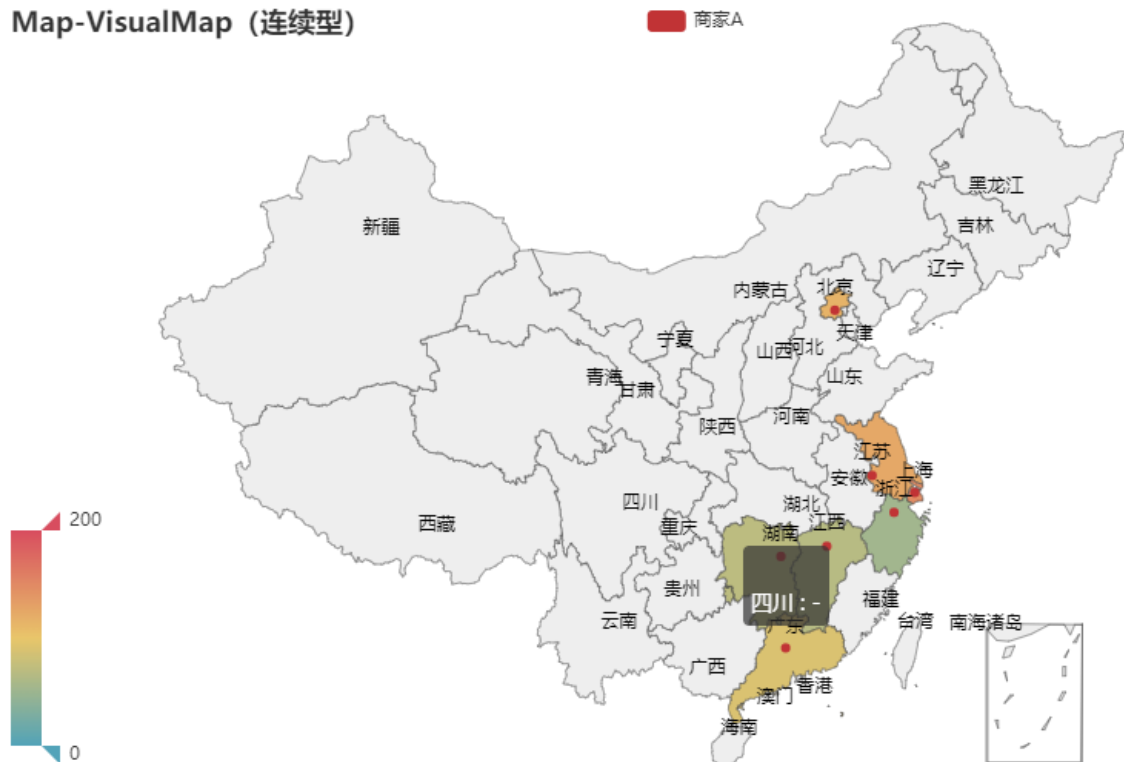 Map-VisualMap（连续型）
商家A
黑龙江
新疆
吉林
辽宁
内蒙古
北京
天津
宁夏
山西
河北
青海
甘肃
山东
河南
陕西
江苏
上海
安徽
浙江
四川
湖北
西藏
重庆
江西
湖南
贵州
福建
四川 : -
云南
广东
台湾
南海诸岛
广西
香港
澳门
海南
200
0